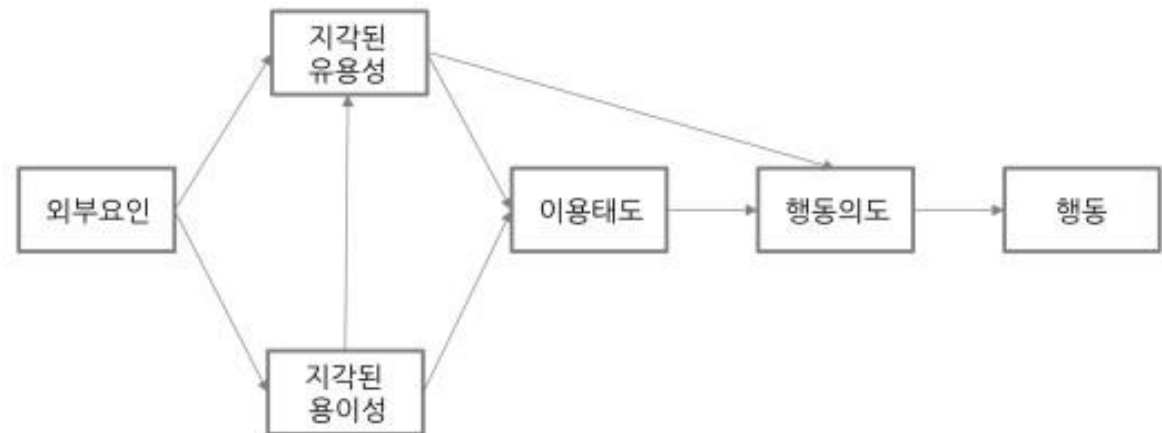 지각된
유용성
외부요인
이용태도
행동의도
행동
지각된
용이성